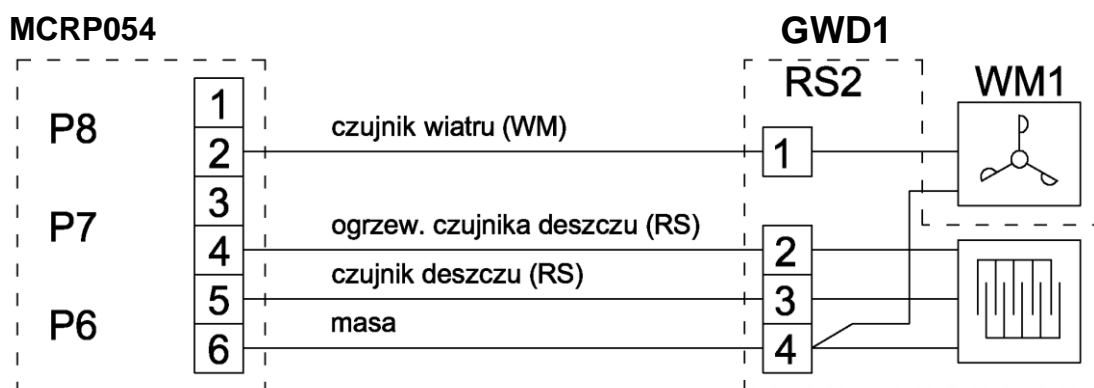 MCRP054
GWD1
RS2
WM1
P8
1
czujnik wiatru (WM)
2
1
3
P7
ogrzew. czujnika deszczu (RS)
4
2
czujnik deszczu (RS)
5
3
P6
masa
6
4